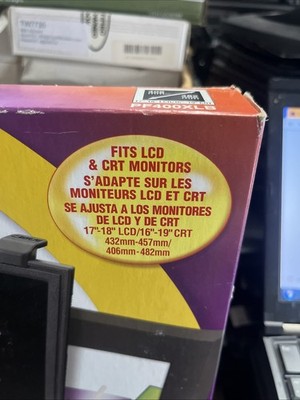 PF400XLB
FITS LCD
& CRT MONITORS
S'ADAPTE SUR LES
MONITEURS LCD ET CRT
SE AJUSTA A LOS MONITORES
DE LCD Y DE CRT
17"-18" LCD/16"-19" CRT
432mm-457mm/
406mm-482mm